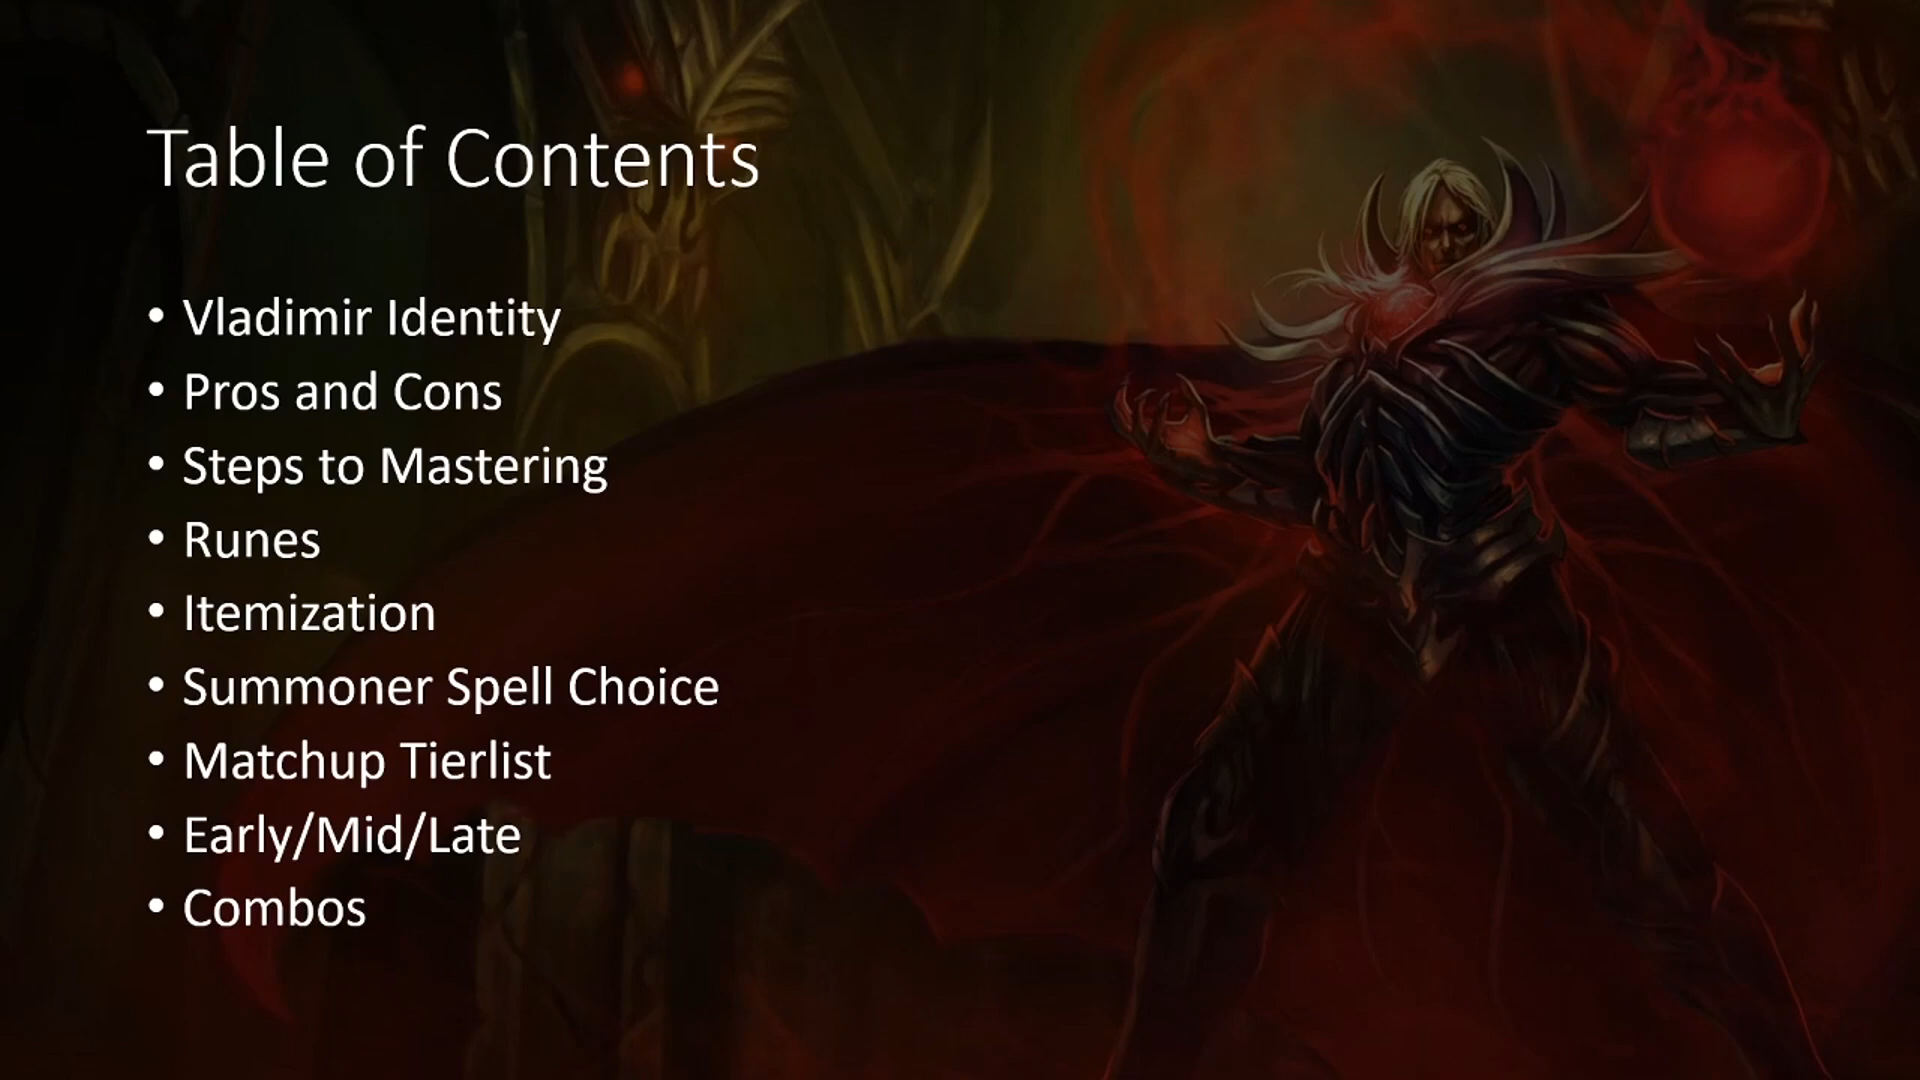 Table of Contents
• Vladimir Identity
• Pros and Cons
• Steps to Mastering
• Runes
• Itemization
• Summoner Spell Choice
• Matchup Tierlist
• Early/Mid/Late
• Combos